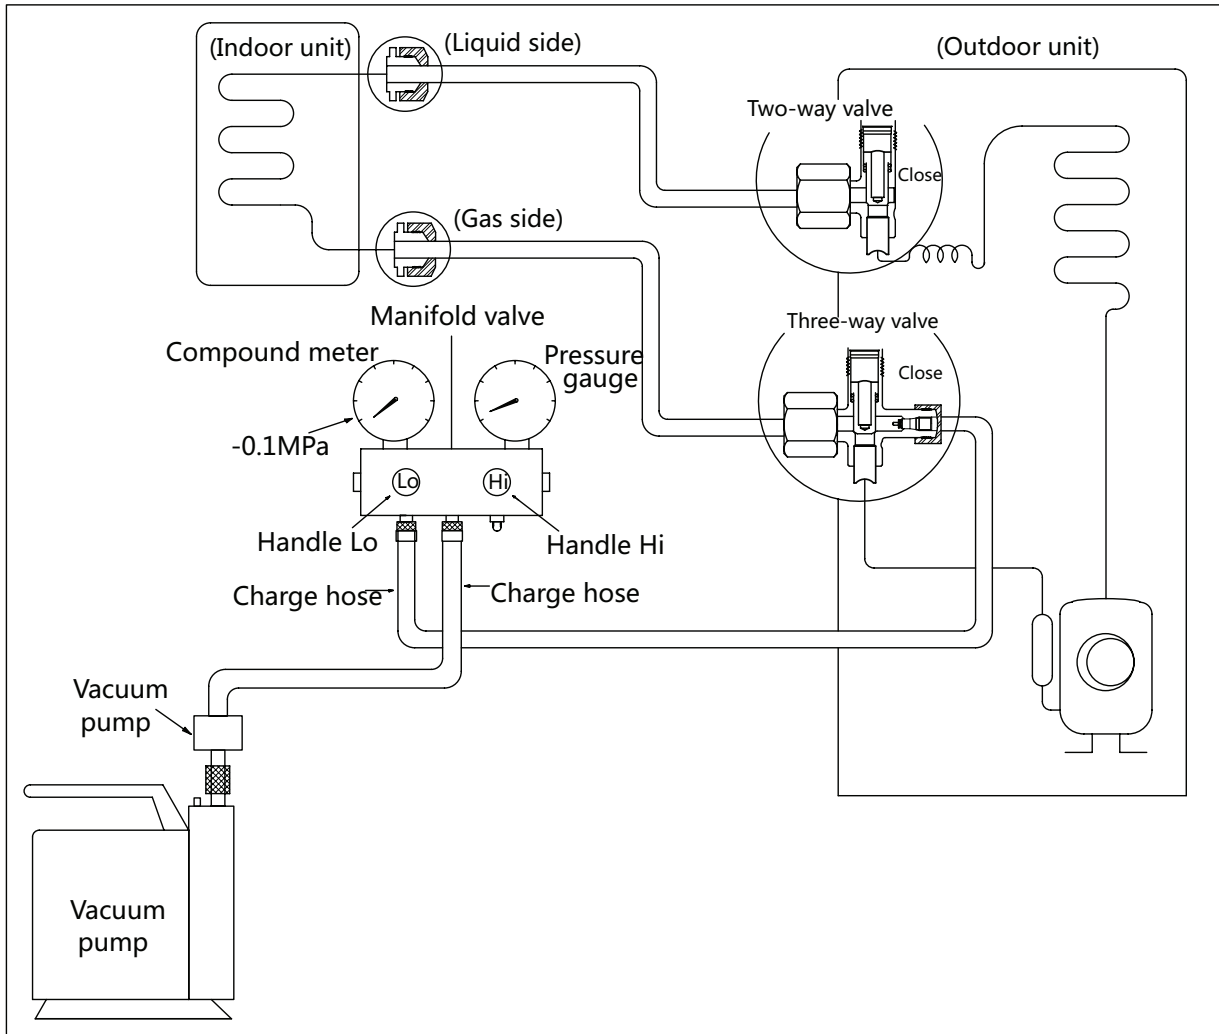 (Indoor unit)
(Liquid side)
(Outdoor unit)
Two-way valve
Close
(Gas side)
Manifold valve
Three-way valve
Compound meter
Pressure
gauge
Close
-0.1MPa
Lo
Hi
Handle Lo
Handle Hi
Charge hose
Charge hose
Vacuum
pump
Vacuum
pump